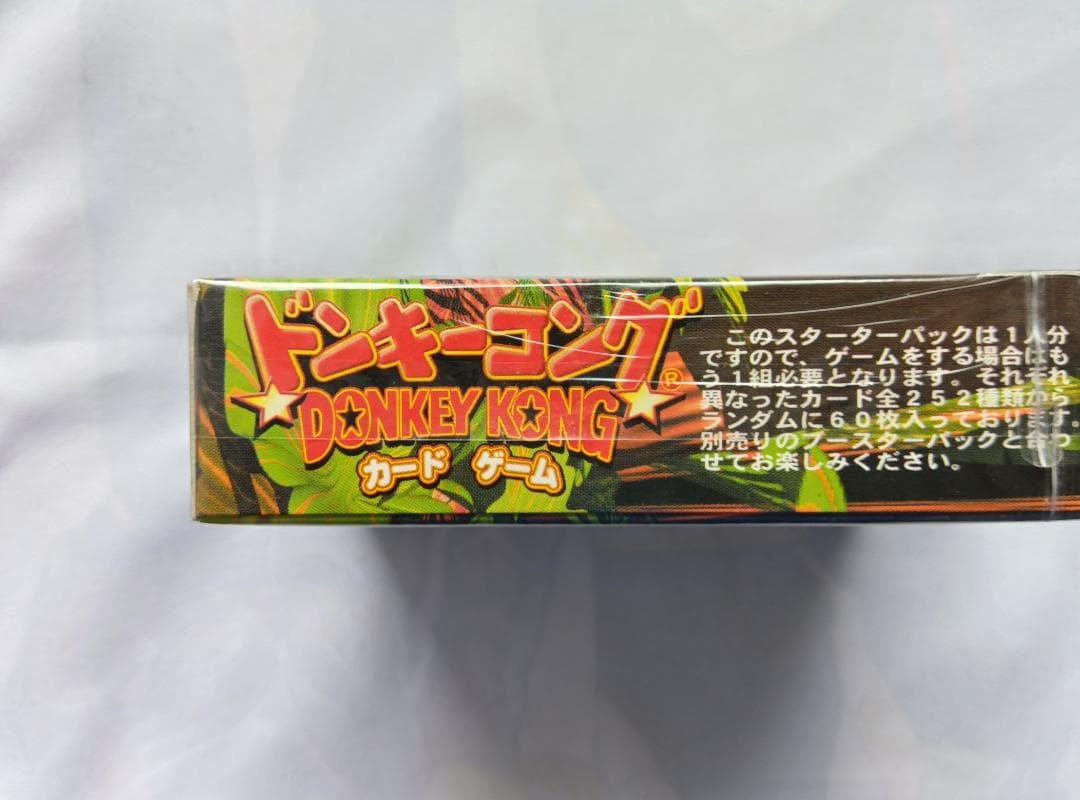 ドンキーコング®
DONKEY KONG
カード ゲーム
このスターターパックは1人分
ですので、ゲームをする場合はも
う1組必要となります。それぞれ
異なったカード全252種類から
ランダムに60枚入っております。
別売りのブースターパックと合わ
せてお楽しみください。